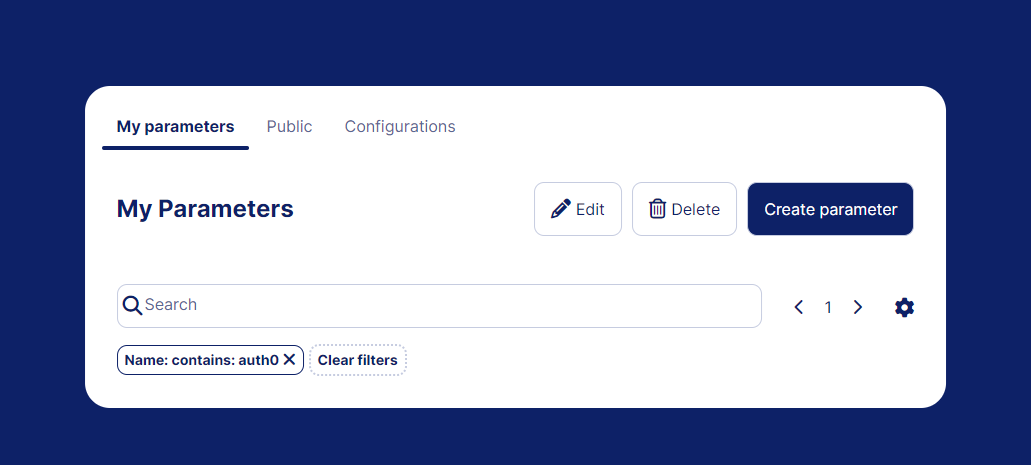 My parameters Public Configurations
My Parameters Edit Delete Create parameter
Search 1
Name: contains: auth0 Clear filters